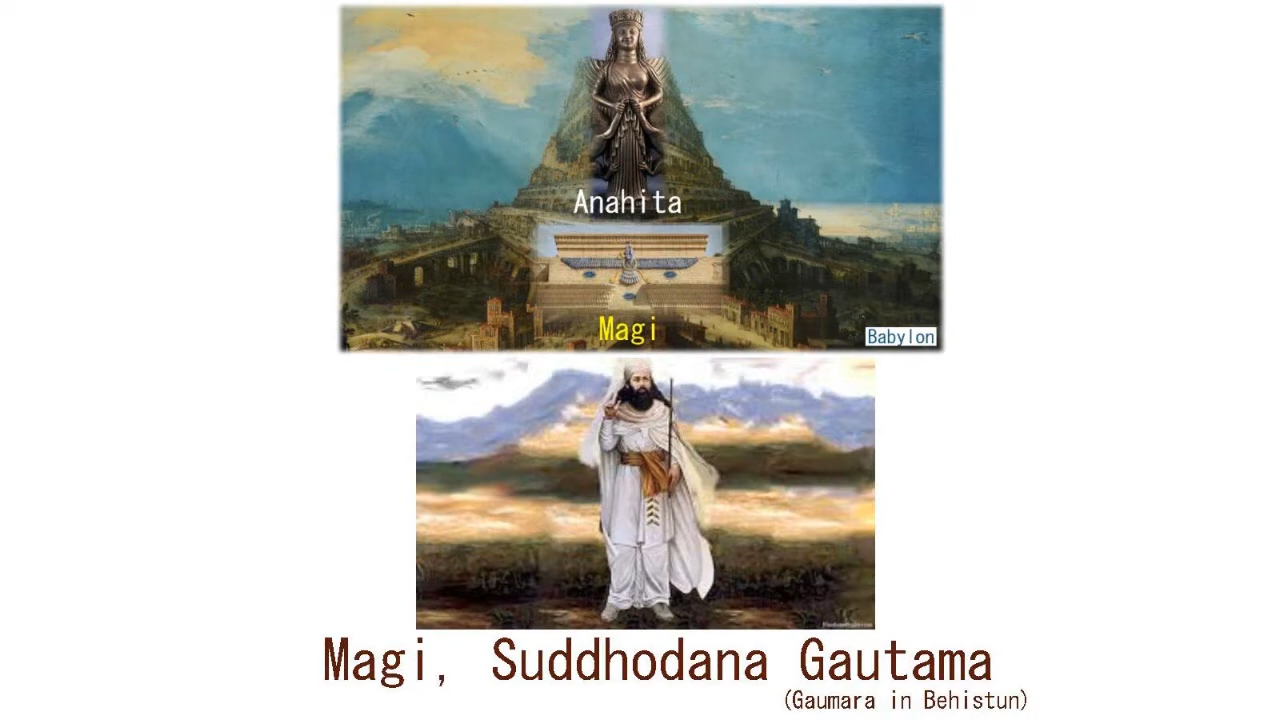 Anahita
Magi
Babylon
Magi, Suddhodana Gautama
(Gaumara in Behistun)